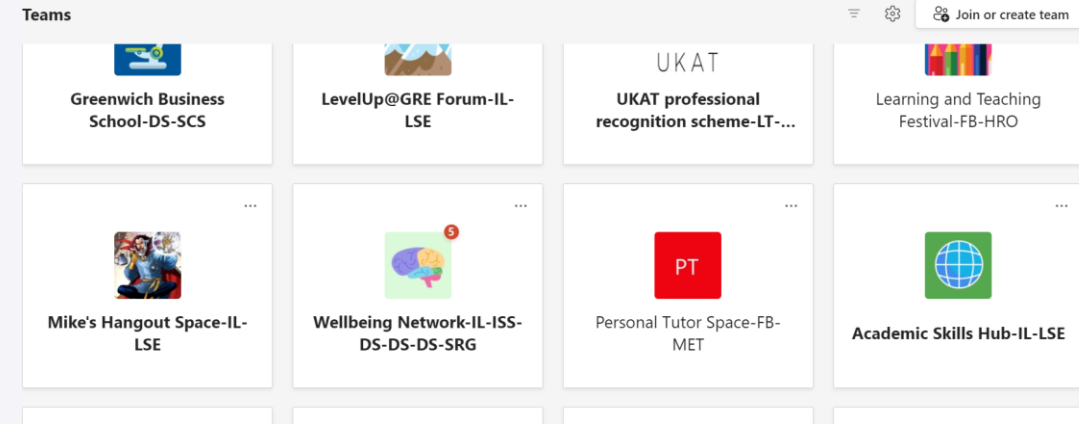 Teams
Join or create team
Greenwich Business
School-DS-SCS
LevelUp@GRE Forum-IL-
LSE
UKAT
UKAT professional
recognition scheme-LT-...
Learning and Teaching
Festival-FB-HRO
Mike's Hangout Space-IL-
LSE
5
Wellbeing Network-IL-ISS-
DS-DS-DS-SRG
PT
Personal Tutor Space-FB-
MET
Academic Skills Hub-IL-LSE